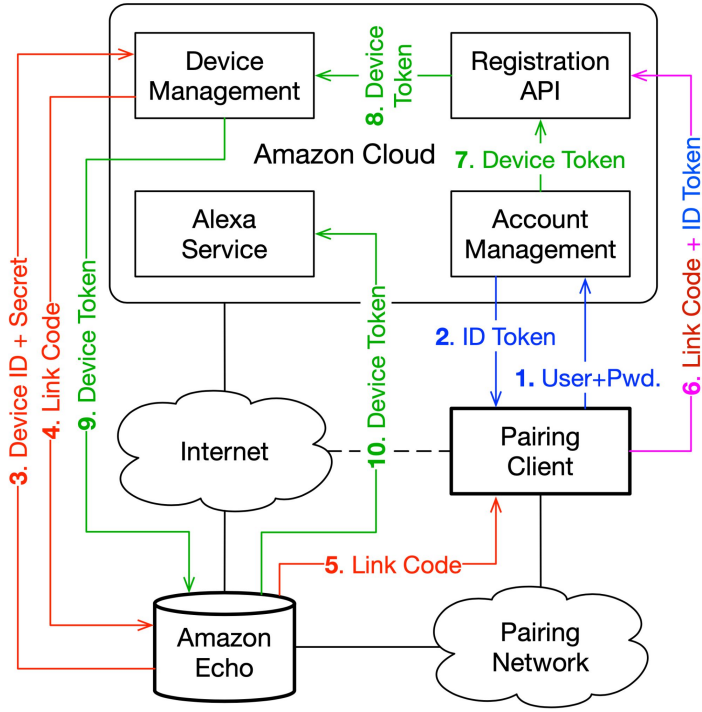 Device
Management
8. Device
Token
Registration
API
Amazon Cloud
7. Device Token
Alexa
Service
Account
Management
3. Device ID + Secret
4. Link Code
9. Device Token
10. Device Token
2. ID Token
1. User+Pwd.
6. Link Code + ID Token
Internet
Pairing
Client
5. Link Code
Amazon
Echo
Pairing
Network